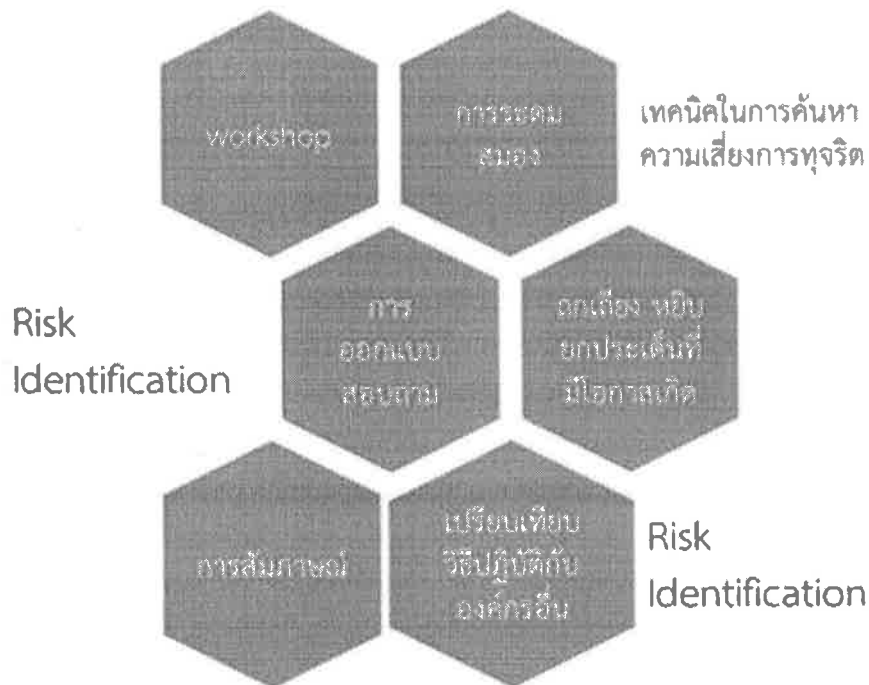 workshop
การระดม
สมอง
เทคนิคในการค้นหา
ความเสี่ยงการทุจริต
Risk
Identification
การ
ออกแบบ
สอบถาม
ถกเถียง หยิบ
ยกประเด็นที่
มีโอกาสเกิด
การสัมภาษณ์
เปรียบเทียบ
วิธีปฏิบัติกับ
องค์กรอื่น
Risk
Identification